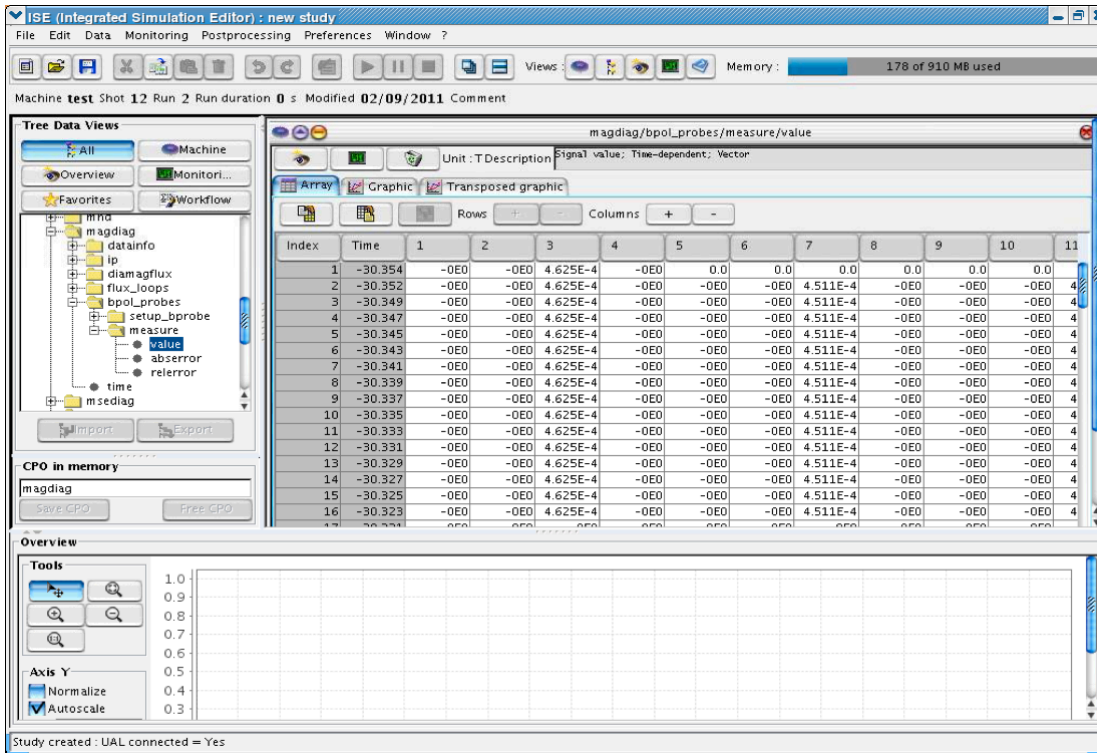 ISE (Integrated Simulation Editor) : new study
File Edit Data Monitoring Postprocessing Preferences Window ?
Views : Memory : 178 of 910 MB used
Machine test Shot 12 Run 2 Run duration 0 s Modified 02/09/2011 Comment
Tree Data Views
All Machine
Overview Monitori...
Favorites Workflow
mhd
magdiag
datainfo
ip
diamagflux
flux_loops
bpol_probes
setup_bprobe
measure
value
abserror
relerror
time
msediag
Import Export
CPO in memory
magdiag
Save CPO Free CPO
magdiag/bpol_probes/measure/value
Unit : T Description Signal value; Time-dependent; Vector
Array Graphic Transposed graphic
Rows + - Columns + -
Index Time 1 2 3 4 5 6 7 8 9 10 11
1 -30.354 -0E0 -0E0 4.625E-4 -0E0 0.0 0.0 0.0 0.0 0.0 0.0
2 -30.352 -0E0 -0E0 4.625E-4 -0E0 -0E0 -0E0 4.511E-4 -0E0 -0E0 -0E0 4
3 -30.349 -0E0 -0E0 4.625E-4 -0E0 -0E0 -0E0 4.511E-4 -0E0 -0E0 -0E0 4
4 -30.347 -0E0 -0E0 4.625E-4 -0E0 -0E0 -0E0 4.511E-4 -0E0 -0E0 -0E0 4
5 -30.345 -0E0 -0E0 4.625E-4 -0E0 -0E0 -0E0 4.511E-4 -0E0 -0E0 -0E0 4
6 -30.343 -0E0 -0E0 4.625E-4 -0E0 -0E0 -0E0 4.511E-4 -0E0 -0E0 -0E0 4
7 -30.341 -0E0 -0E0 4.625E-4 -0E0 -0E0 -0E0 4.511E-4 -0E0 -0E0 -0E0 4
8 -30.339 -0E0 -0E0 4.625E-4 -0E0 -0E0 -0E0 4.511E-4 -0E0 -0E0 -0E0 4
9 -30.337 -0E0 -0E0 4.625E-4 -0E0 -0E0 -0E0 4.511E-4 -0E0 -0E0 -0E0 4
10 -30.335 -0E0 -0E0 4.625E-4 -0E0 -0E0 -0E0 4.511E-4 -0E0 -0E0 -0E0 4
11 -30.333 -0E0 -0E0 4.625E-4 -0E0 -0E0 -0E0 4.511E-4 -0E0 -0E0 -0E0 4
12 -30.331 -0E0 -0E0 4.625E-4 -0E0 -0E0 -0E0 4.511E-4 -0E0 -0E0 -0E0 4
13 -30.329 -0E0 -0E0 4.625E-4 -0E0 -0E0 -0E0 4.511E-4 -0E0 -0E0 -0E0 4
14 -30.327 -0E0 -0E0 4.625E-4 -0E0 -0E0 -0E0 4.511E-4 -0E0 -0E0 -0E0 4
15 -30.325 -0E0 -0E0 4.625E-4 -0E0 -0E0 -0E0 4.511E-4 -0E0 -0E0 -0E0 4
16 -30.323 -0E0 -0E0 4.625E-4 -0E0 -0E0 -0E0 4.511E-4 -0E0 -0E0 -0E0 4
Overview
Tools
Axis Y
Normalize
Autoscale
1.0
0.9
0.8
0.7
0.6
0.5
0.4
0.3
Study created : UAL connected = Yes